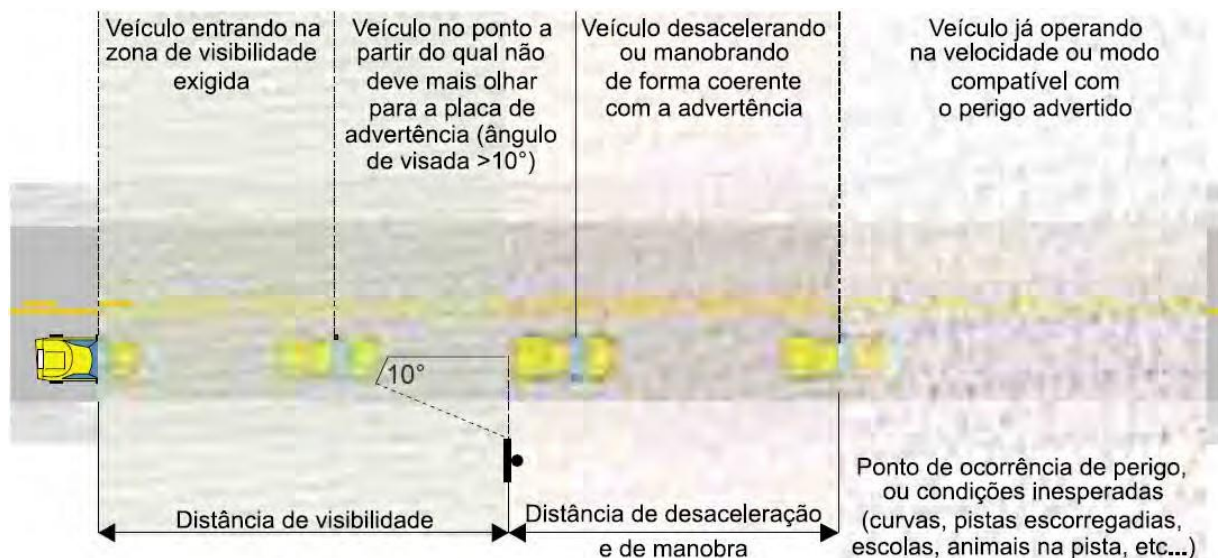 Veículo entrando na
zona de visibilidade
exigida
Veículo no ponto a
partir do qual não
deve mais olhar
para a placa de
advertência (ângulo
de visada >10°)
Veículo desacelerando
ou manobrando
de forma coerente
com a advertência
Veículo já operando
na velocidade ou modo
compatível com
o perigo advertido
10°
Distância de visibilidade
Distância de desaceleração
e de manobra
Ponto de ocorrência de perigo,
ou condições inesperadas
(curvas, pistas escorregadias,
escolas, animais na pista, etc...)